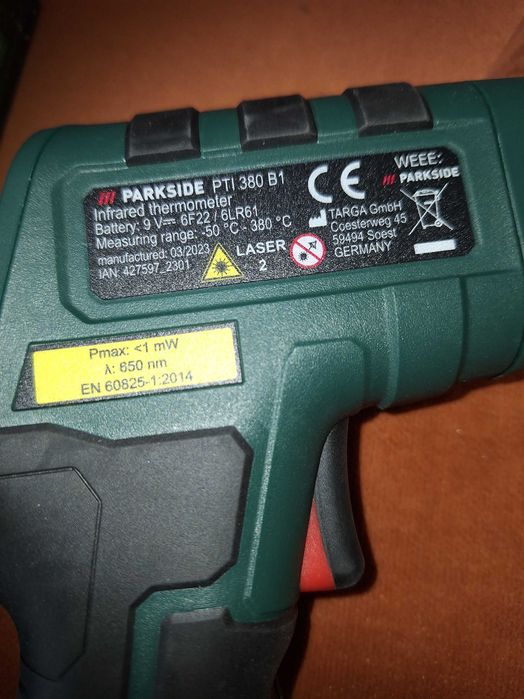 PARKSIDE PTI 380 B1
Infrared thermometer
Battery: 9 V⎓ 6F22 / 6LR61
Measuring range: -50 °C - 380 °C
manufactured: 03/2023
IAN: 427597_2301
LASER
2
CE
TARGA GmbH
Coesterweg 45
59494 Soest
GERMANY
WEEE:
PARKSIDE
Pmax: <1 mW
λ: 650 nm
EN 60825-1:2014